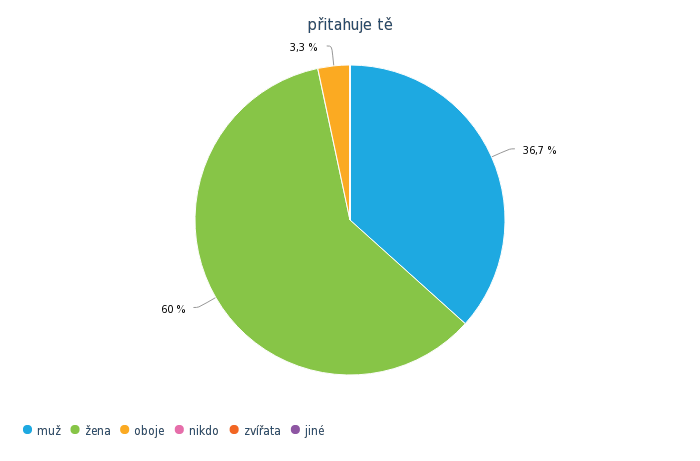 přitahuje tě
3,3 %
36,7 %
60 %
muž žena oboje nikdo zvířata jiné